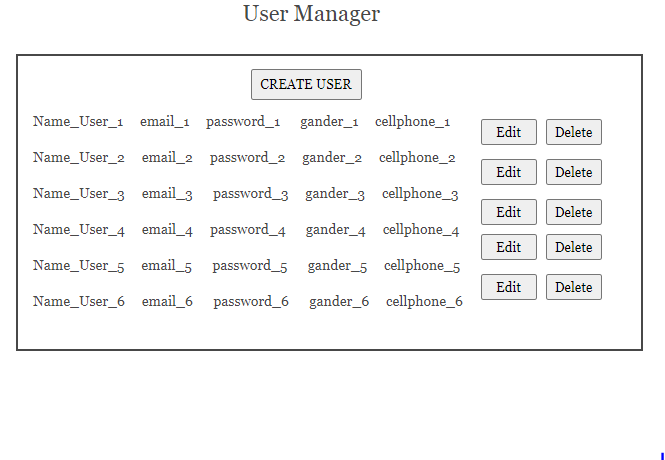 User Manager
CREATE USER
Name_User_1 email_1 password_1 gander_1 cellphone_1 Edit Delete
Name_User_2 email_2 password_2 gander_2 cellphone_2 Edit Delete
Name_User_3 email_3 password_3 gander_3 cellphone_3 Edit Delete
Name_User_4 email_4 password_4 gander_4 cellphone_4 Edit Delete
Name_User_5 email_5 password_5 gander_5 cellphone_5 Edit Delete
Name_User_6 email_6 password_6 gander_6 cellphone_6